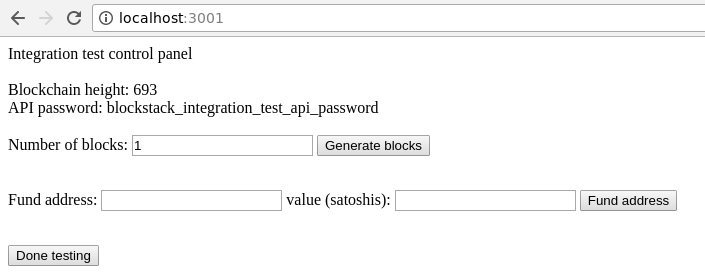 localhost:3001
Integration test control panel
Blockchain height: 693
API password: blockstack_integration_test_api_password
Number of blocks: 1 Generate blocks
Fund address: value (satoshis): Fund address
Done testing